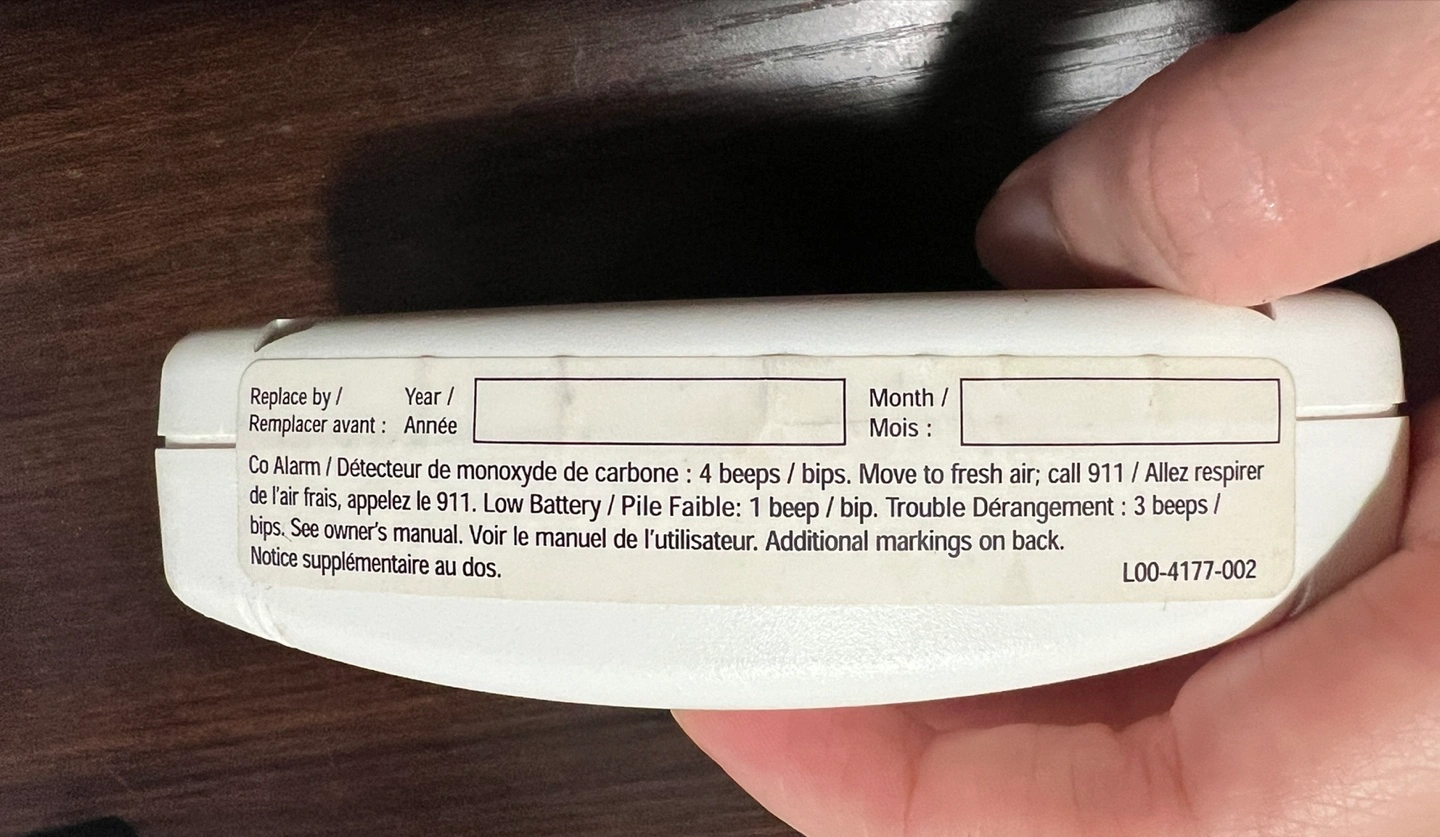 Replace by / Year / Month /
Remplacer avant : Année Mois :
Co Alarm / Détecteur de monoxyde de carbone : 4 beeps / bips. Move to fresh air; call 911 / Allez respirer
de l'air frais, appelez le 911. Low Battery / Pile Faible: 1 beep / bip. Trouble Dérangement : 3 beeps /
bips. See owner's manual. Voir le manuel de l'utilisateur. Additional markings on back.
Notice supplémentaire au dos. L00-4177-002